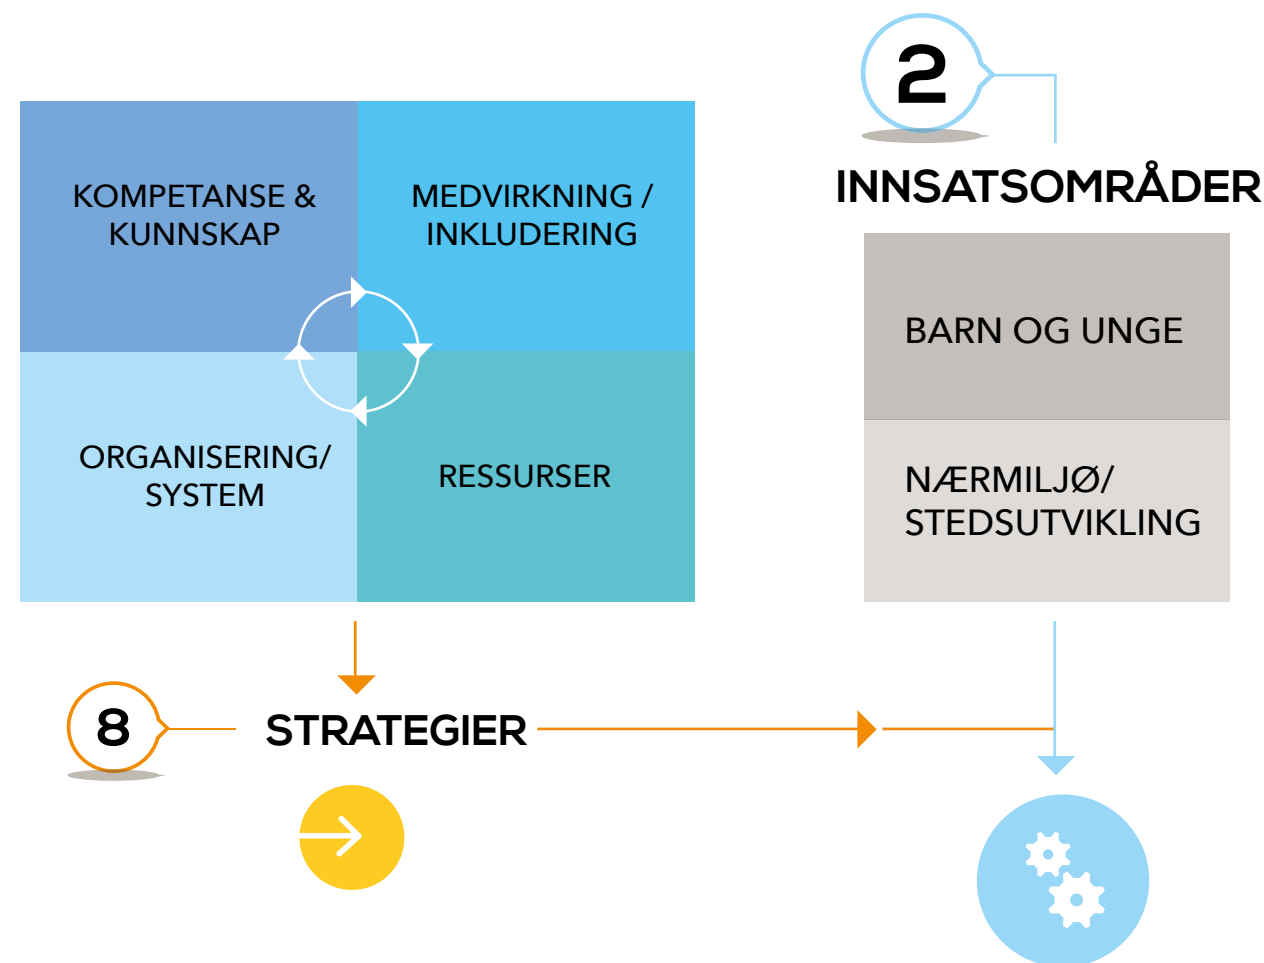 KOMPETANSE &
KUNNSKAP
MEDVIRKNING /
INKLUDERING
ORGANISERING/
SYSTEM
RESSURSER
2
INNSATSOMRÅDER
BARN OG UNGE
NÆRMILJØ/
STEDSUTVIKLING
8
STRATEGIER